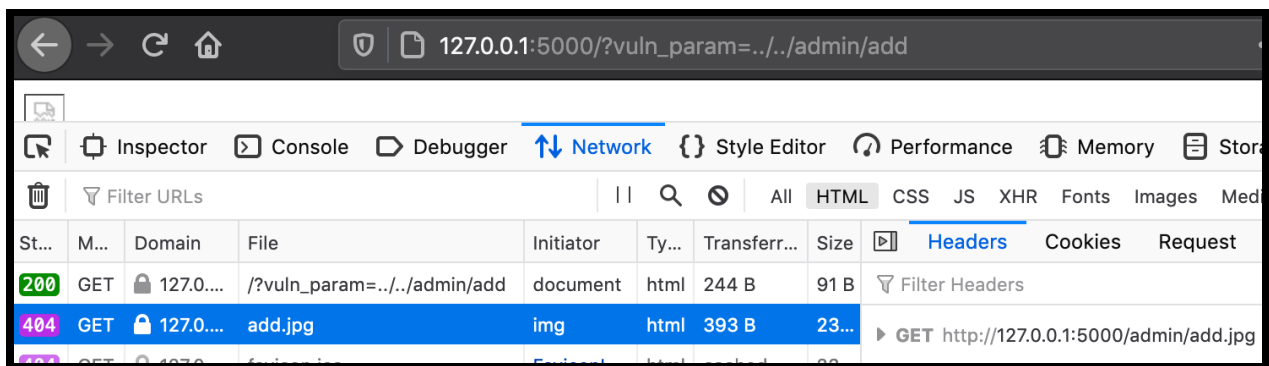 127.0.0.1:5000/?vuln_param=../../admin/add
Inspector Console Debugger Network {} Style Editor Performance Memory Stora
Filter URLs All HTML CSS JS XHR Fonts Images Medi
St... M... Domain File Initiator Ty... Transferr... Size Headers Cookies Request
200 GET 127.0.... /?vuln_param=../../admin/add document html 244 B 91 B Filter Headers
404 GET 127.0.... add.jpg img html 393 B 23... GET http://127.0.0.1:5000/admin/add.jpg